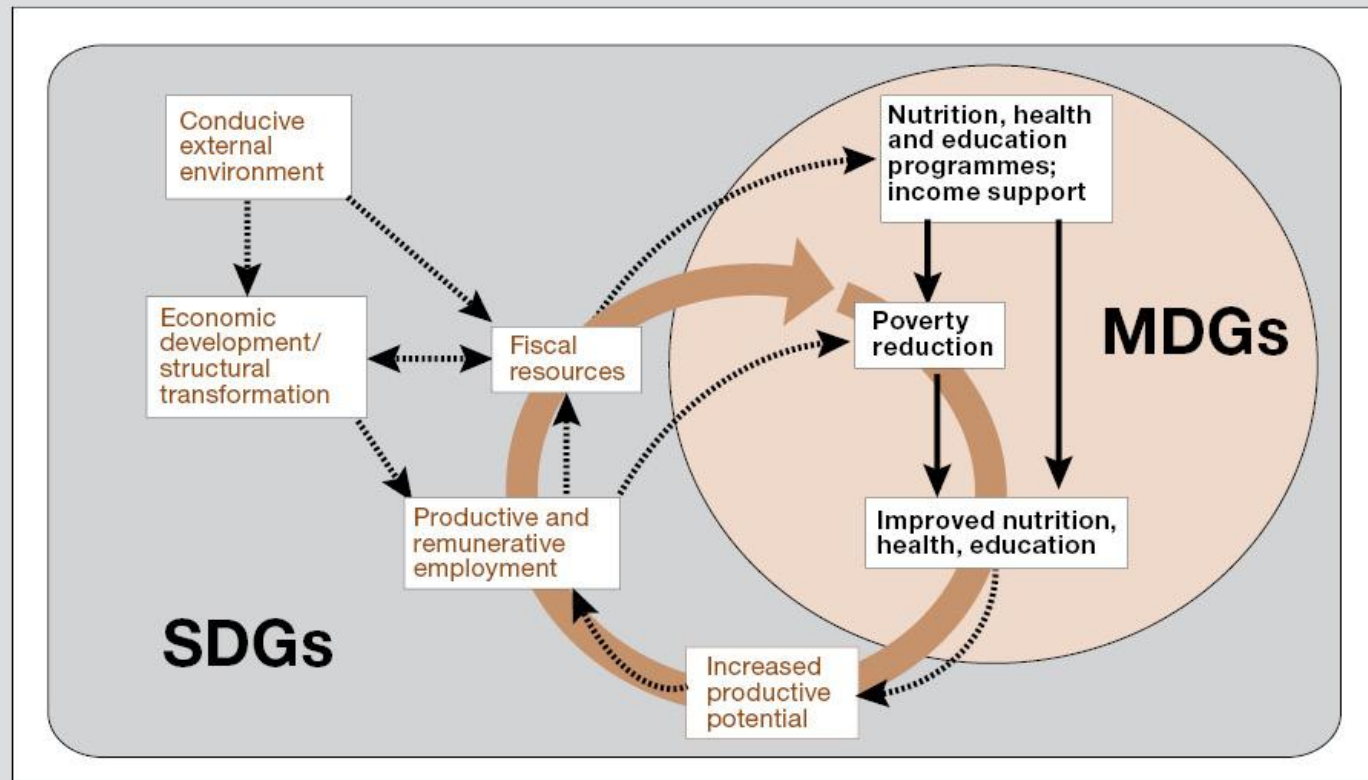 Conducive
external
environment
Nutrition, health
and education
programmes;
income support
Economic
development/
structural
transformation
Fiscal
resources
Poverty
reduction
MDGs
Productive and
remunerative
employment
Improved nutrition,
health, education
SDGs
Increased
productive
potential